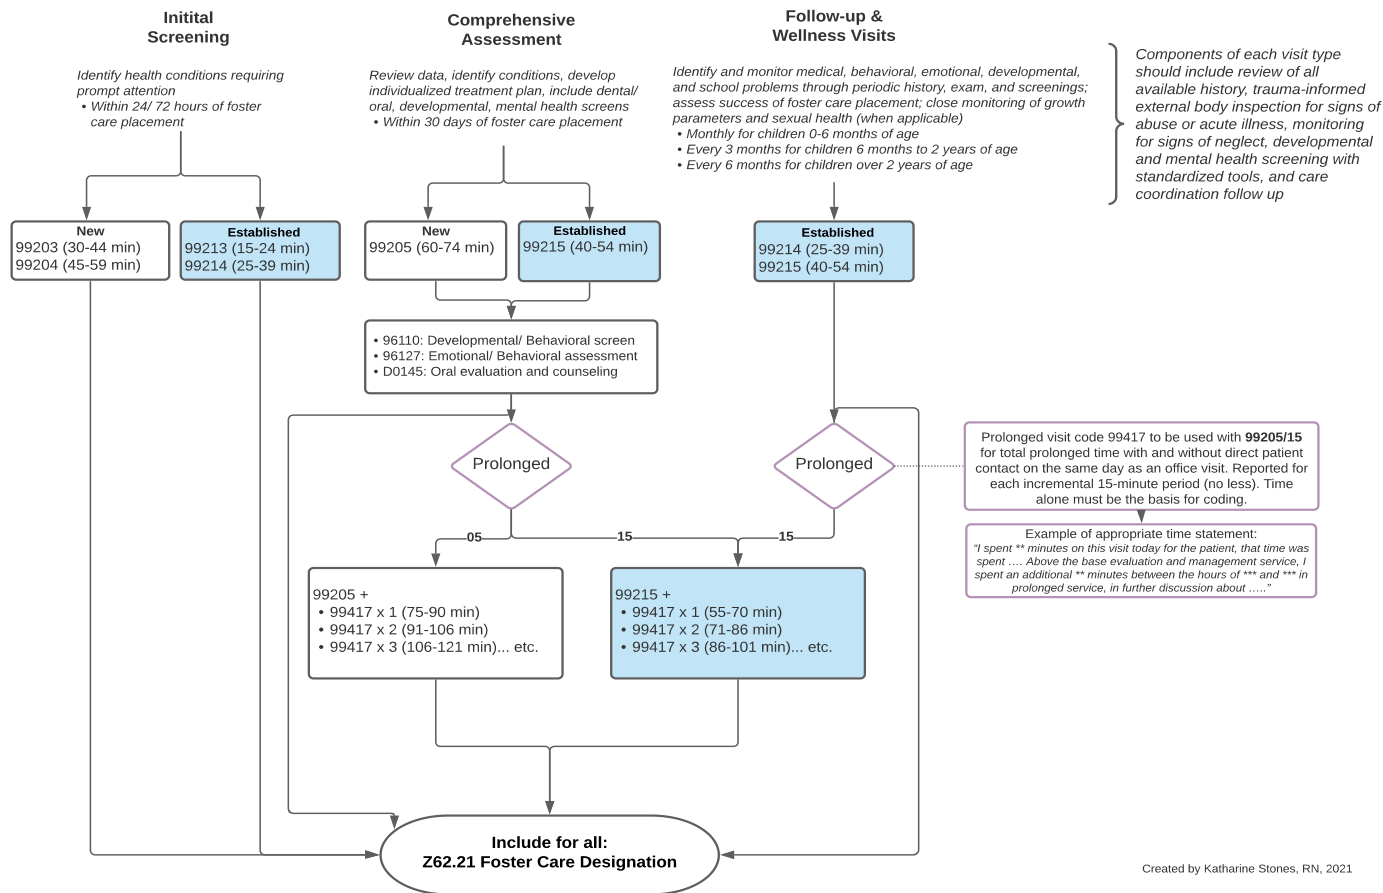 Initital
Screening
Identify health conditions requiring
prompt attention
• Within 24/ 72 hours of foster
care placement
Comprehensive
Assessment
Review data, identify conditions, develop
individualized treatment plan, include dental/
oral, developmental, mental health screens
• Within 30 days of foster care placement
Follow-up &
Wellness Visits
Identify and monitor medical, behavioral, emotional, developmental,
and school problems through periodic history, exam, and screenings;
assess success of foster care placement; close monitoring of growth
parameters and sexual health (when applicable)
• Monthly for children 0-6 months of age
• Every 3 months for children 6 months to 2 years of age
• Every 6 months for children over 2 years of age
Components of each visit type
should include review of all
available history, trauma-informed
external body inspection for signs of
abuse or acute illness, monitoring
for signs of neglect, developmental
and mental health screening with
standardized tools, and care
coordination follow up
New
99203 (30-44 min)
99204 (45-59 min)
Established
99213 (15-24 min)
99214 (25-39 min)
New
99205 (60-74 min)
Established
99215 (40-54 min)
Established
99214 (25-39 min)
99215 (40-54 min)
• 96110: Developmental/ Behavioral screen
• 96127: Emotional/ Behavioral assessment
• D0145: Oral evaluation and counseling
Prolonged
Prolonged
Prolonged visit code 99417 to be used with 99205/15
for total prolonged time with and without direct patient
contact on the same day as an office visit. Reported for
each incremental 15-minute period (no less). Time
alone must be the basis for coding.
Example of appropriate time statement:
“I spent ** minutes on this visit today for the patient, that time was
spent …. Above the base evaluation and management service, I
spent an additional ** minutes between the hours of *** and *** in
prolonged service, in further discussion about …..”
05
15
15
99205 +
• 99417 x 1 (75-90 min)
• 99417 x 2 (91-106 min)
• 99417 x 3 (106-121 min)... etc.
99215 +
• 99417 x 1 (55-70 min)
• 99417 x 2 (71-86 min)
• 99417 x 3 (86-101 min)... etc.
Include for all:
Z62.21 Foster Care Designation
Created by Katharine Stones, RN, 2021